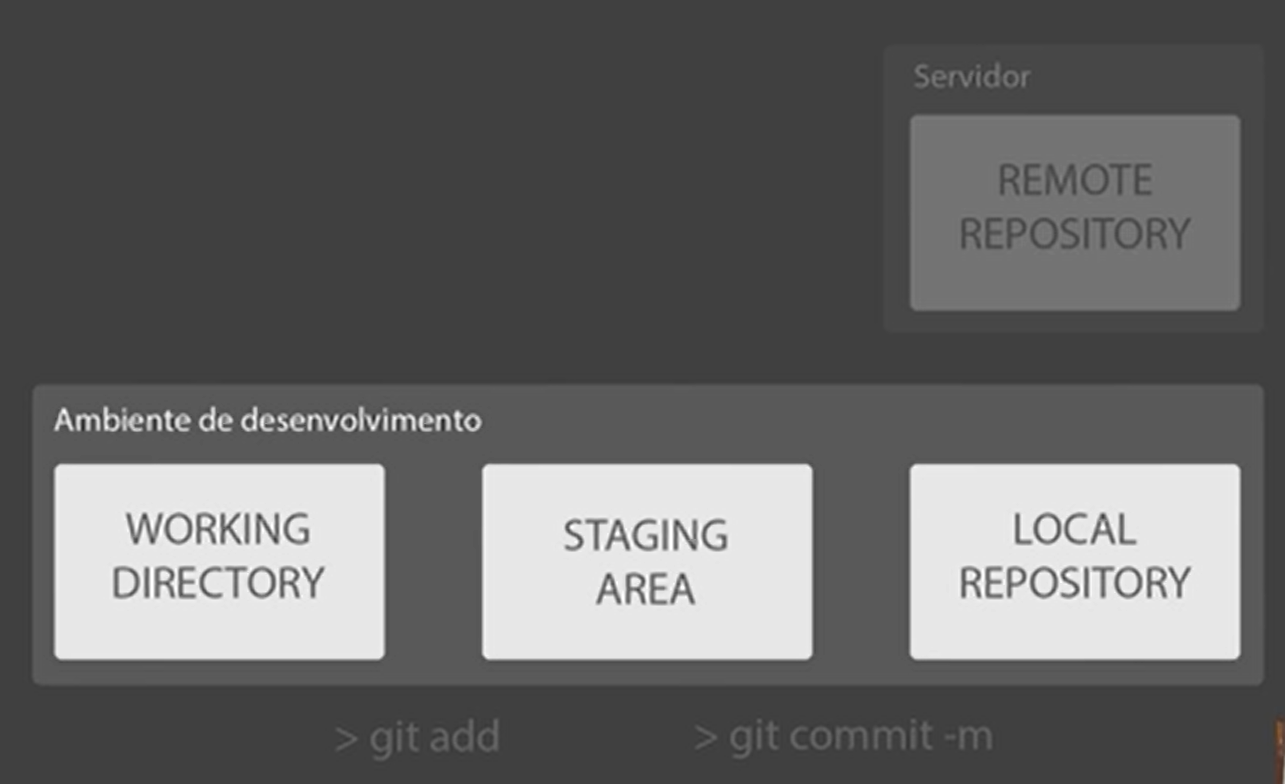 Servidor
REMOTE
REPOSITORY
Ambiente de desenvolvimento
WORKING
DIRECTORY
STAGING
AREA
LOCAL
REPOSITORY
> git add
> git commit -m